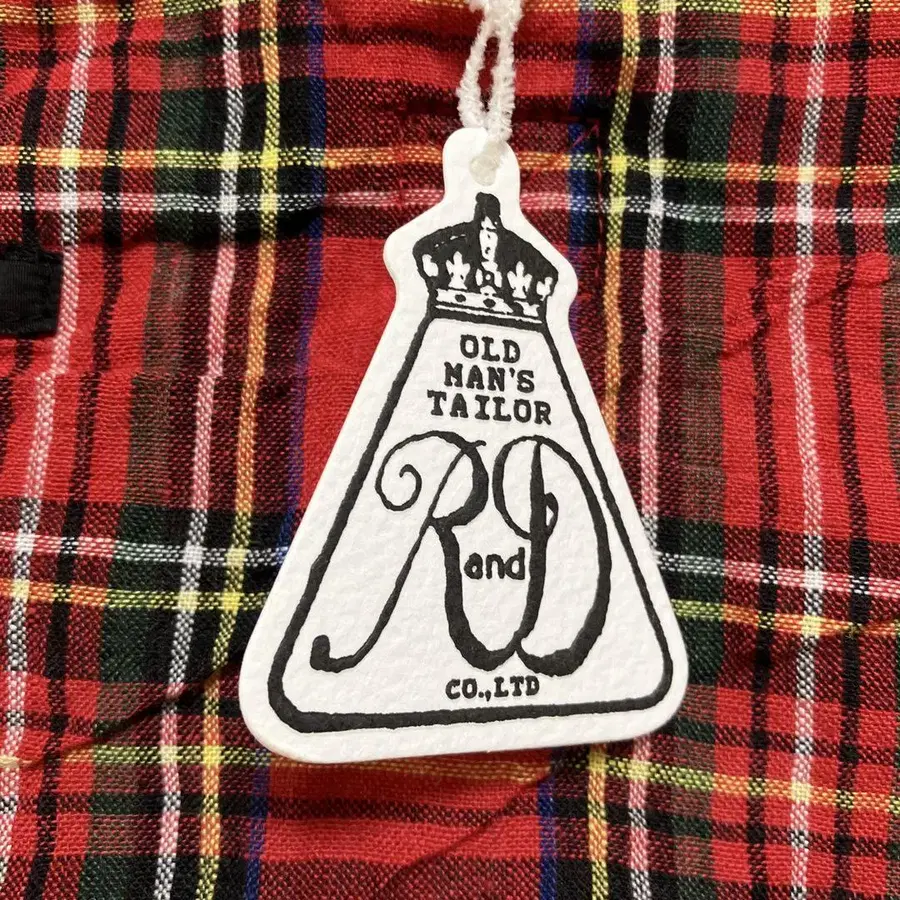 OLD
MAN'S
TAILOR
R and D
CO.,LTD